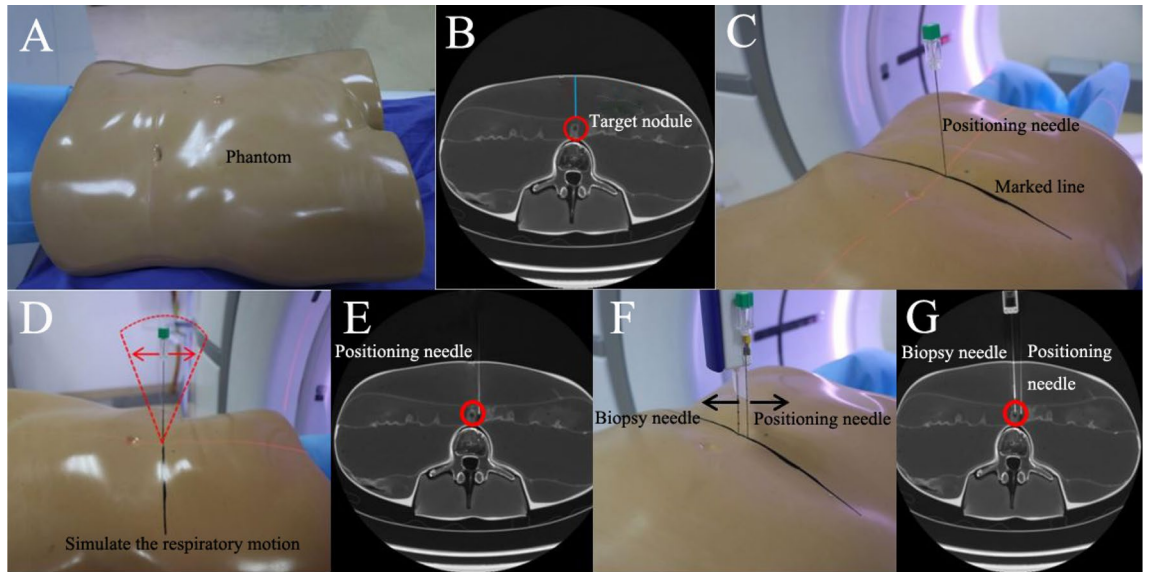 A
Phantom
B
Target nodule
C
Positioning needle
Marked line
D
Simulate the respiratory motion
E
Positioning needle
F
Biopsy needle
Positioning needle
G
Biopsy needle
Positioning
needle